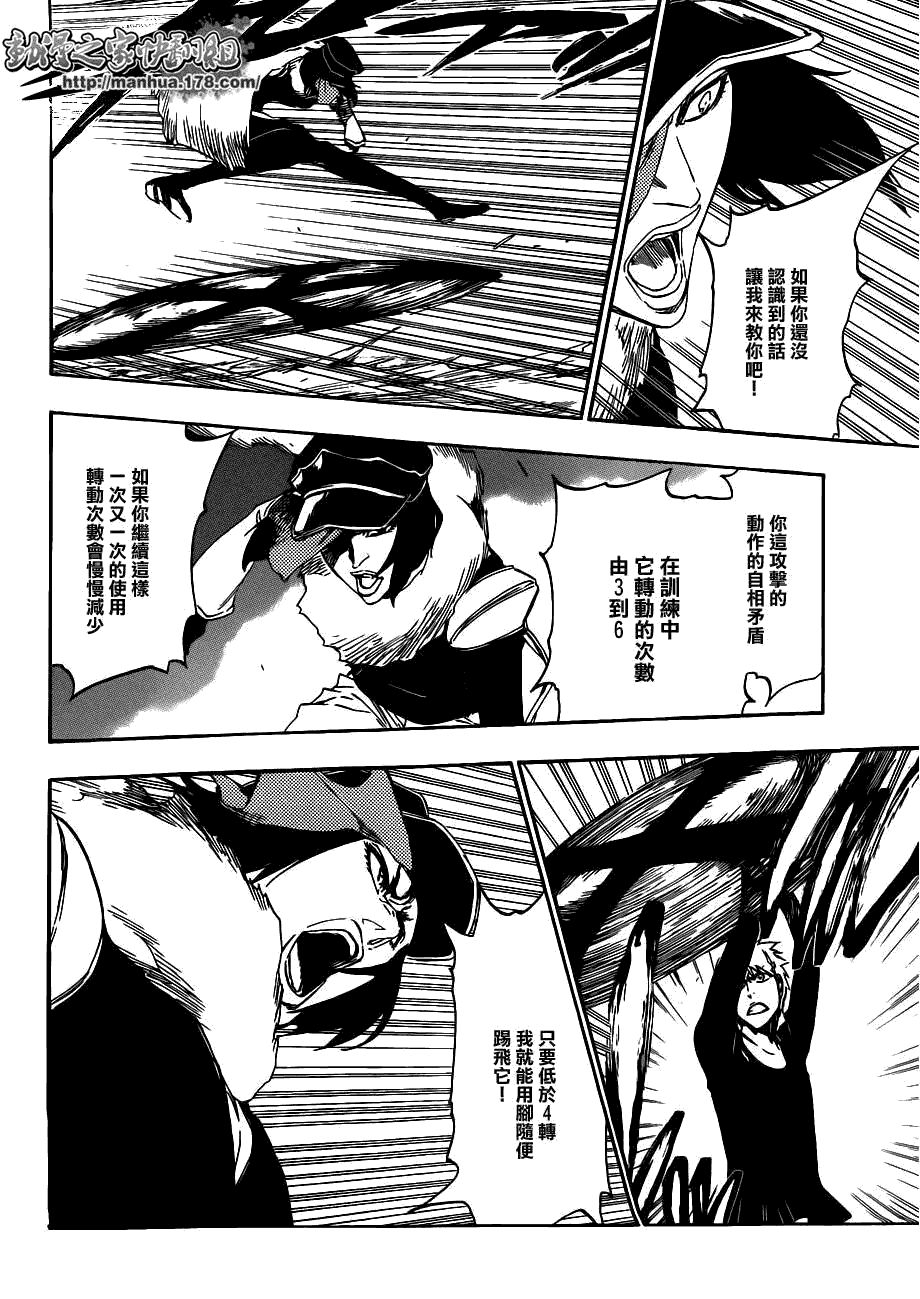 動漫之家休刊組
http://manhua.178.com/
如果你還沒
認識到的話
讓我來教你吧！
你這攻擊的
動作的自相矛盾
在訓練中
它轉動的次數
由3到6
如果你繼續這樣
一次又一次的使用
轉動次數會慢慢減少
只要低於4轉
我就能用腳隨便
踢飛它！